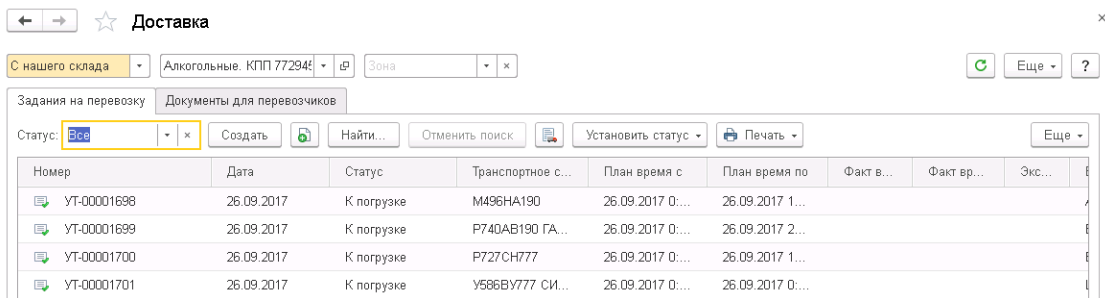 Доставка
С нашего склада Алкогольные. КПП 77294 Зона Еще ?
Задания на перевозку Документы для перевозчиков
Статус: Все Создать Найти... Отменить поиск Установить статус Печать Еще
Номер Дата Статус Транспортное с... План время с План время по Факт в... Факт вр... Экс...
УТ-00001698 26.09.2017 К погрузке М496НА190 26.09.2017 0:... 26.09.2017 1...
УТ-00001699 26.09.2017 К погрузке Р740АВ190 ГА... 26.09.2017 0:... 26.09.2017 2...
УТ-00001700 26.09.2017 К погрузке Р727СН777 26.09.2017 0:... 26.09.2017 1...
УТ-00001701 26.09.2017 К погрузке У586ВУ777 СИ... 26.09.2017 0:... 26.09.2017 0:...